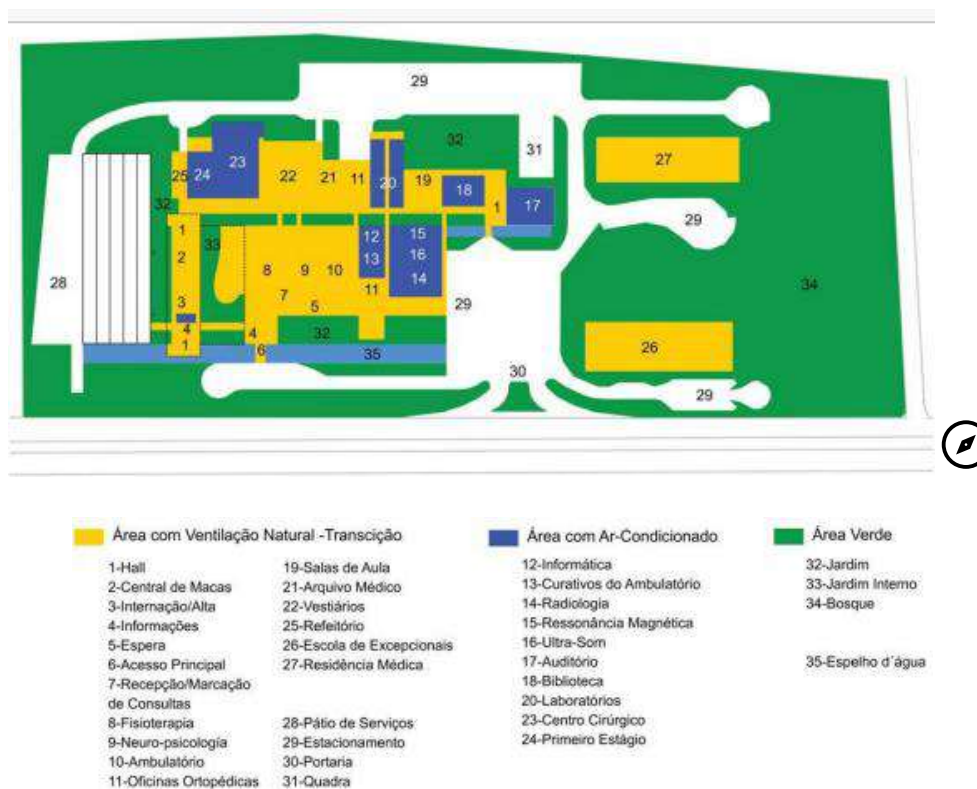 29
32
31
27
25
24
23
22
21
11
20
19
18
1
17
32
1
12
15
29
33
2
13
16
8
9
10
28
7
11
14
34
3
5
29
4
4
32
26
1
6
35
30
29
Área com Ventilação Natural -Transcição
1-Hall
2-Central de Macas
3-Internação/Alta
4-Informações
5-Espera
6-Acesso Principal
7-Recepção/Marcação
de Consultas
8-Fisioterapia
9-Neuro-psicología
10-Ambulatório
11-Oficinas Ortopédicas
19-Salas de Aula
21-Arquivo Médico
22-Vestiários
25-Refeitório
26-Escola de Excepcionais
27-Residência Médica
28-Pátio de Serviços
29-Estacionamento
30-Portaria
31-Quadra
Área com Ar-Condicionado
12-Informática
13-Curativos do Ambulatório
14-Radiologia
15-Ressonância Magnética
16-Ultra-Som
17-Auditório
18-Biblioteca
20-Laboratórios
23-Centro Cirúrgico
24-Primeiro Estágio
Área Verde
32-Jardim
33-Jardim Interno
34-Bosque
35-Espelho d´água